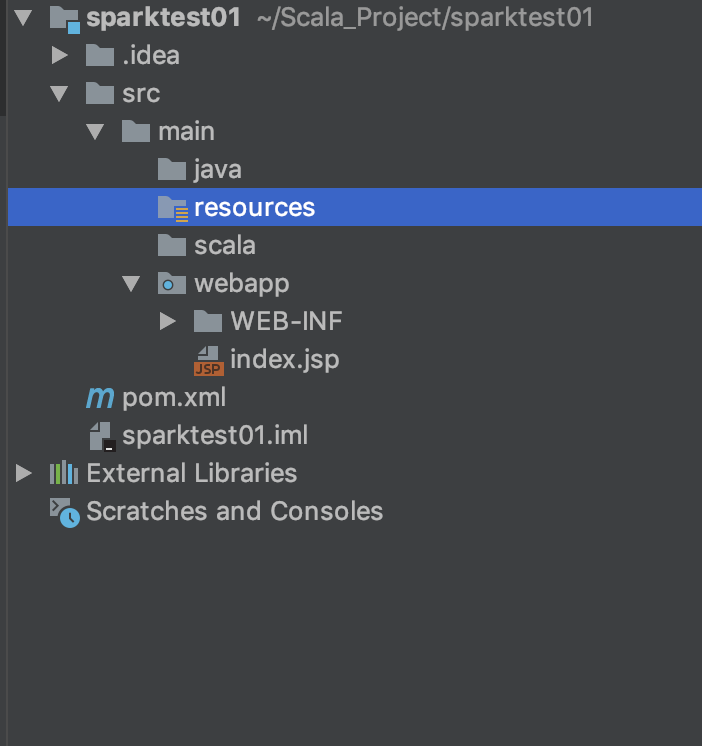 sparktest01 ~/Scala_Project/sparktest01
.idea
src
main
java
resources
scala
webapp
WEB-INF
JSP index.jsp
m pom.xml
sparktest01.iml
External Libraries
Scratches and Consoles